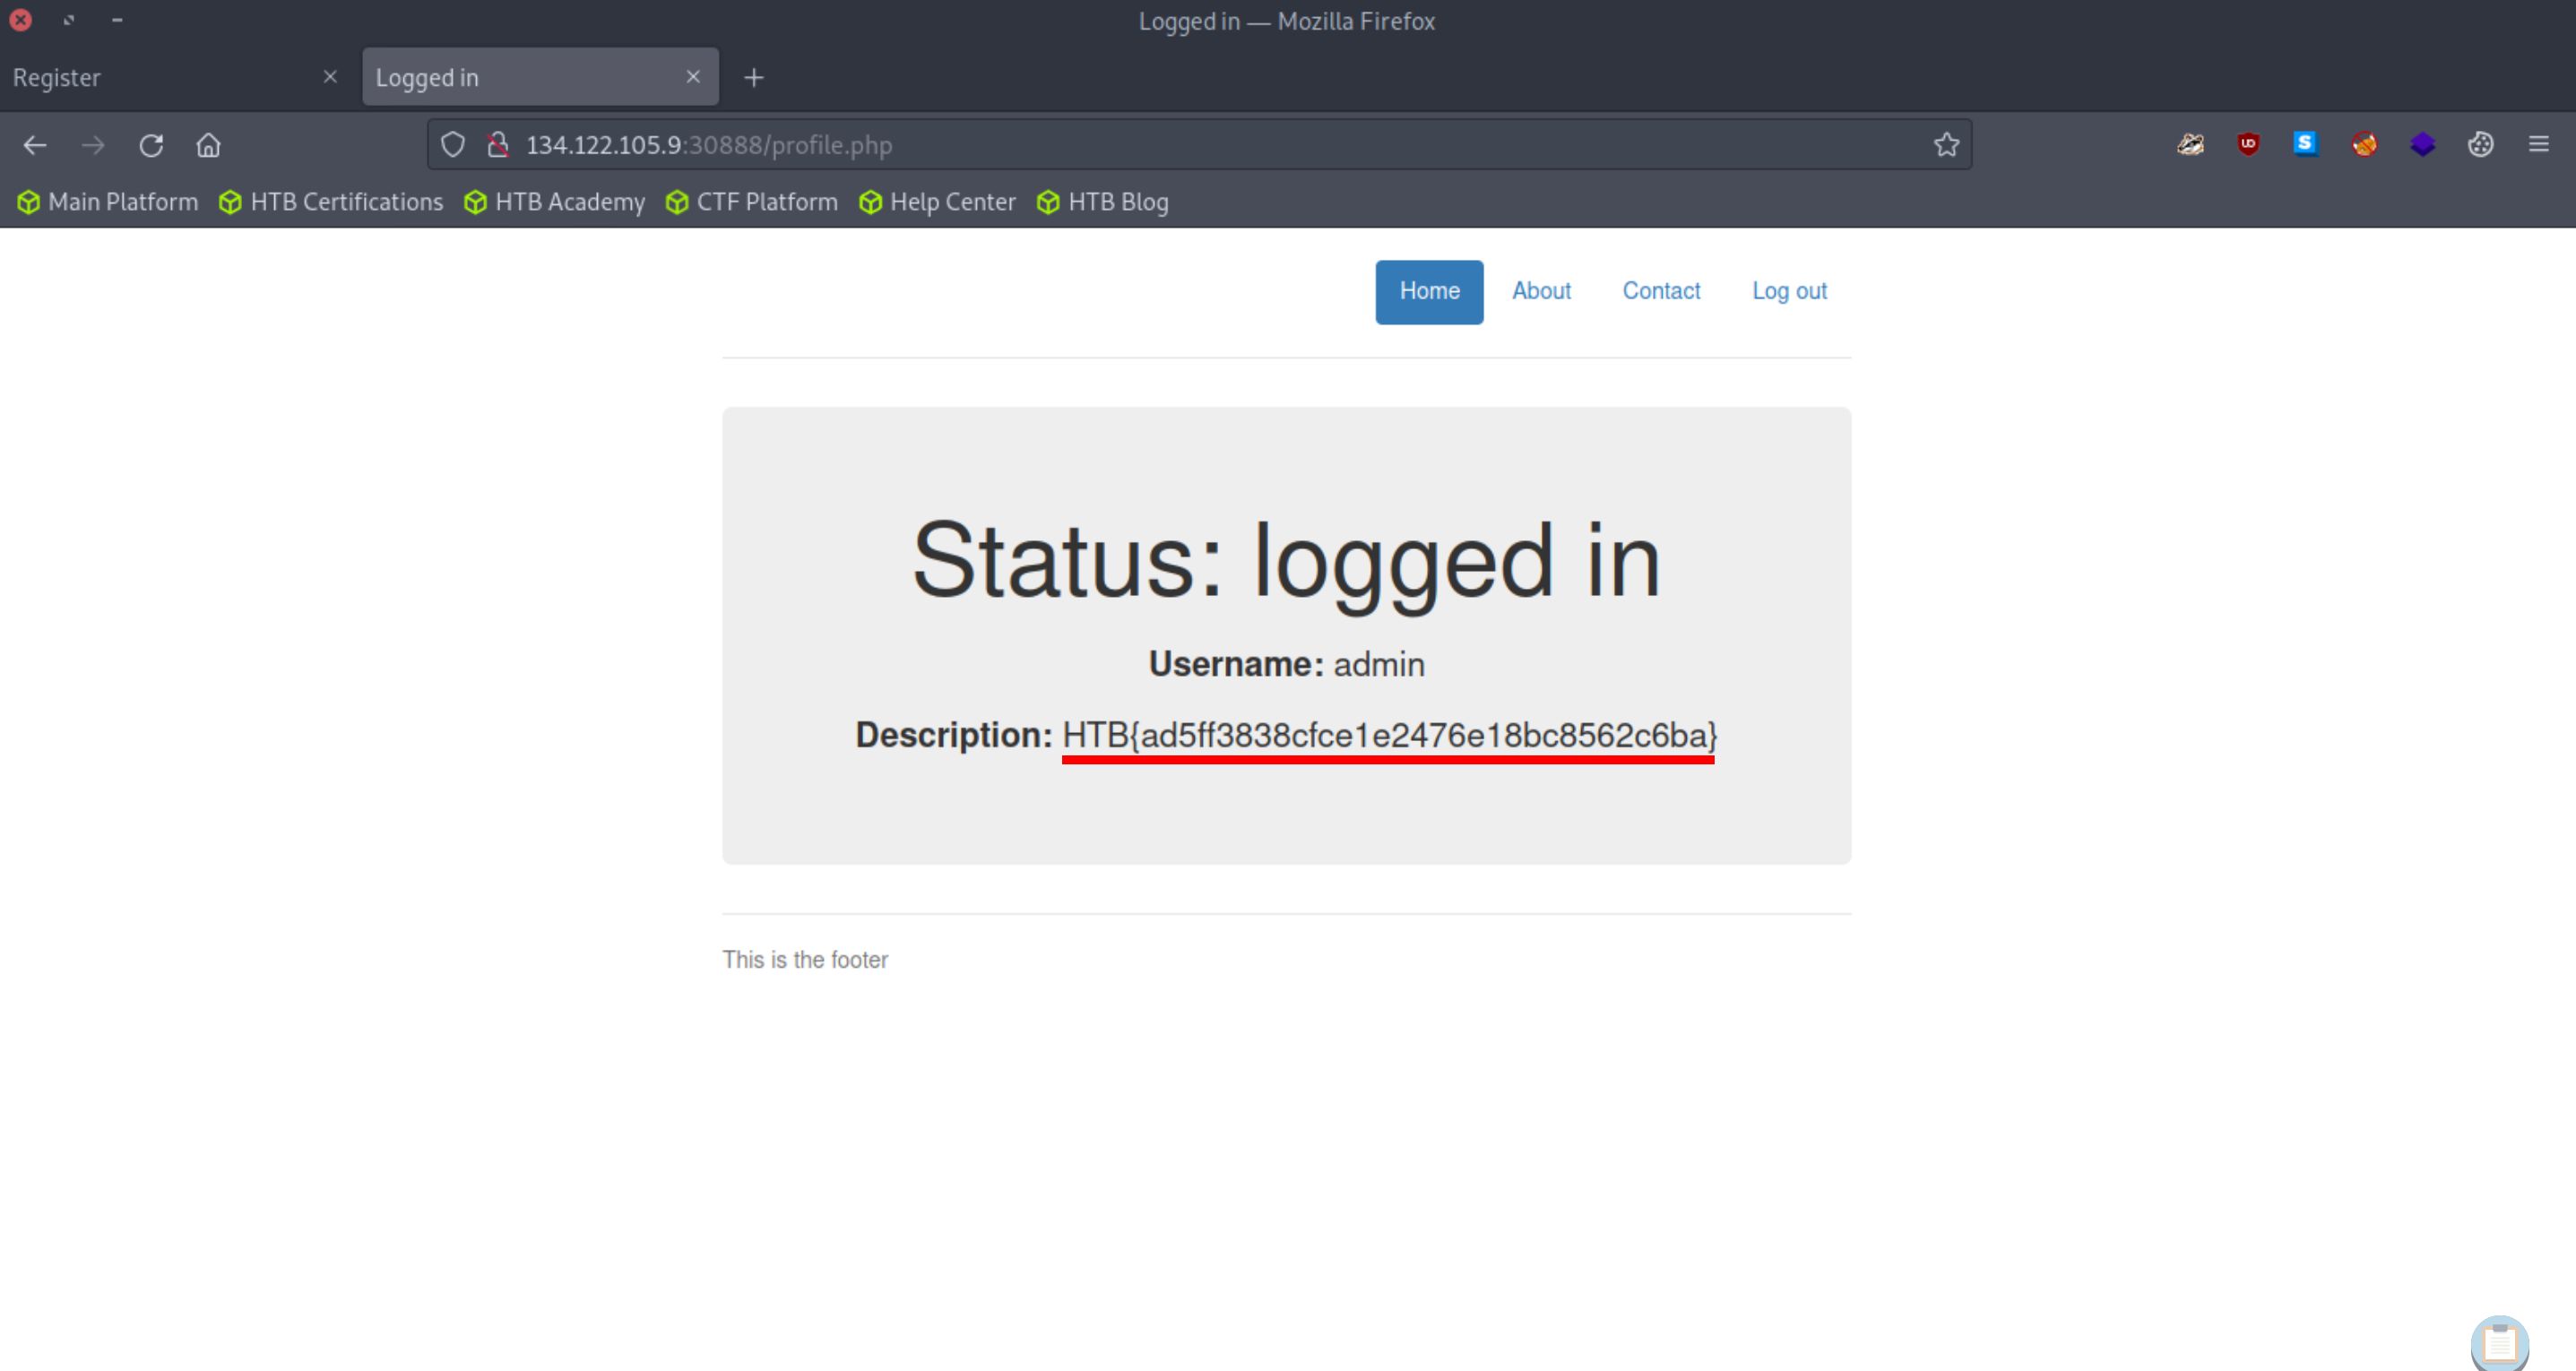 Logged in — Mozilla Firefox
Register
Logged in
134.122.105.9:30888/profile.php
Main Platform HTB Certifications HTB Academy CTF Platform Help Center HTB Blog
Home About Contact Log out
Status: logged in
Username: admin
Description: HTB{ad5ff3838cfce1e2476e18bc8562c6ba}
This is the footer